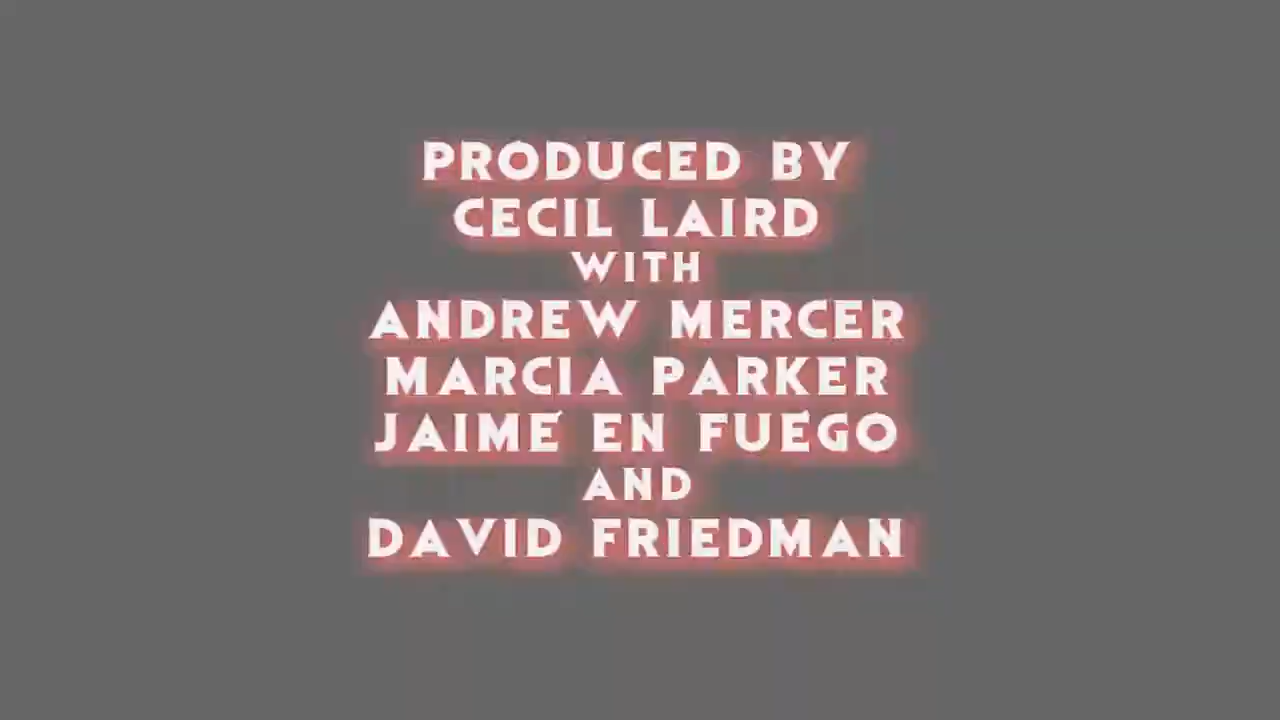 PRODUCED BY
CECIL LAIRD
WITH
ANDREW MERCER
MARCIA PARKER
JAIME EN FUEGO
AND
DAVID FRIEDMAN